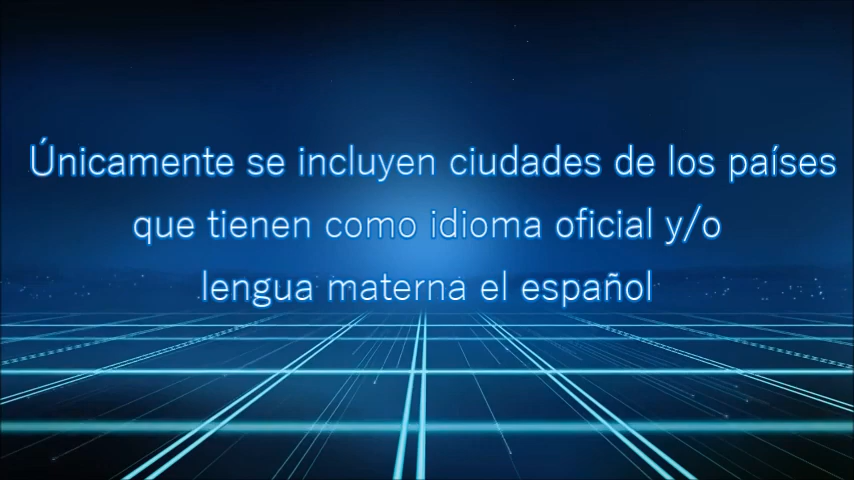 Únicamente se incluyen ciudades de los países
que tienen como idioma oficial y/o
lengua materna el español